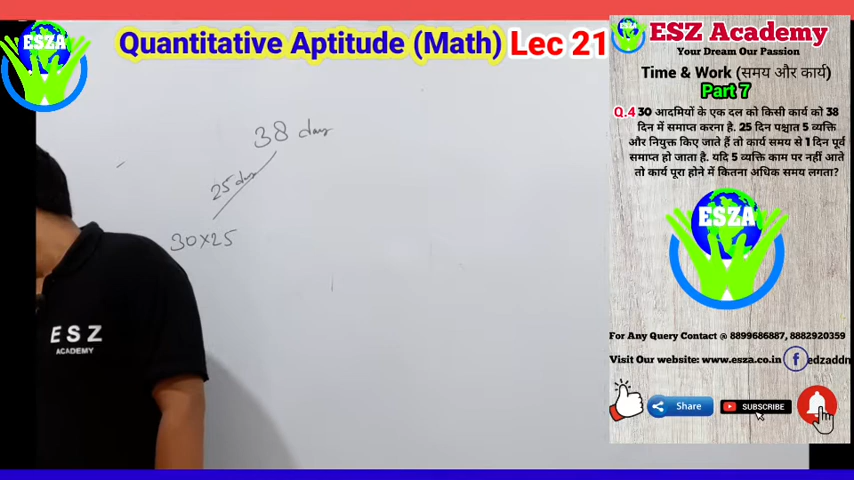 ESZA
Quantitative Aptitude (Math) Lec 21
38 days
25 days
30×25
ESZ
ACADEMY
ESZ Academy
Your Dream Our Passion
Time & Work (समय और कार्य)
Part 7
Q.4 30 आदमियों के एक दल को किसी कार्य को 38
दिन में समाप्त करना है. 25 दिन पश्चात 5 व्यक्ति
और नियुक्त किए जाते हैं तो कार्य समय से 1 दिन पूर्व
समाप्त हो जाता है. यदि 5 व्यक्ति काम पर नहीं आते
तो कार्य पूरा होने में कितना अधिक समय लगता?
ESZA
For Any Query Contact @ 8899686887, 8882920359
Visit Our website: www.esza.co.in f edzaddn
Share
SUBSCRIBE